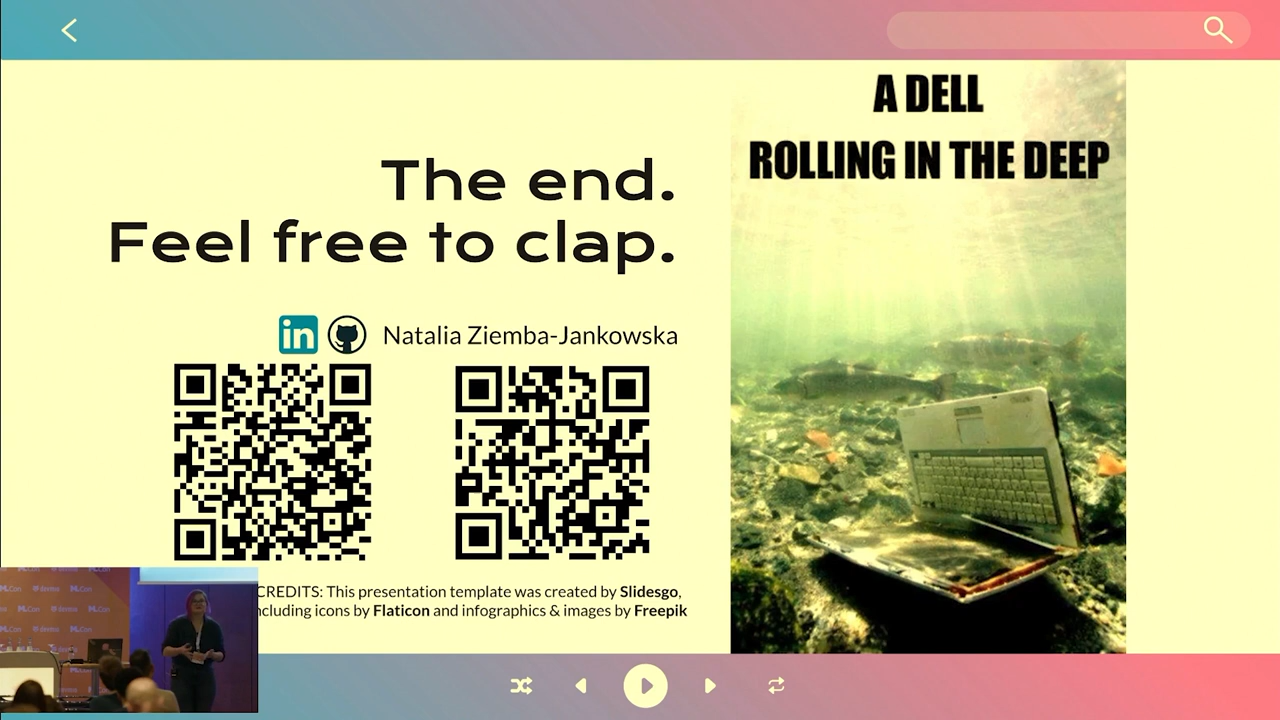 The end.
Feel free to clap.
in
Natalia Ziemba-Jankowska
CREDITS: This presentation template was created by Slidesgo,
including icons by Flaticon and infographics & images by Freepik
A DELL
ROLLING IN THE DEEP